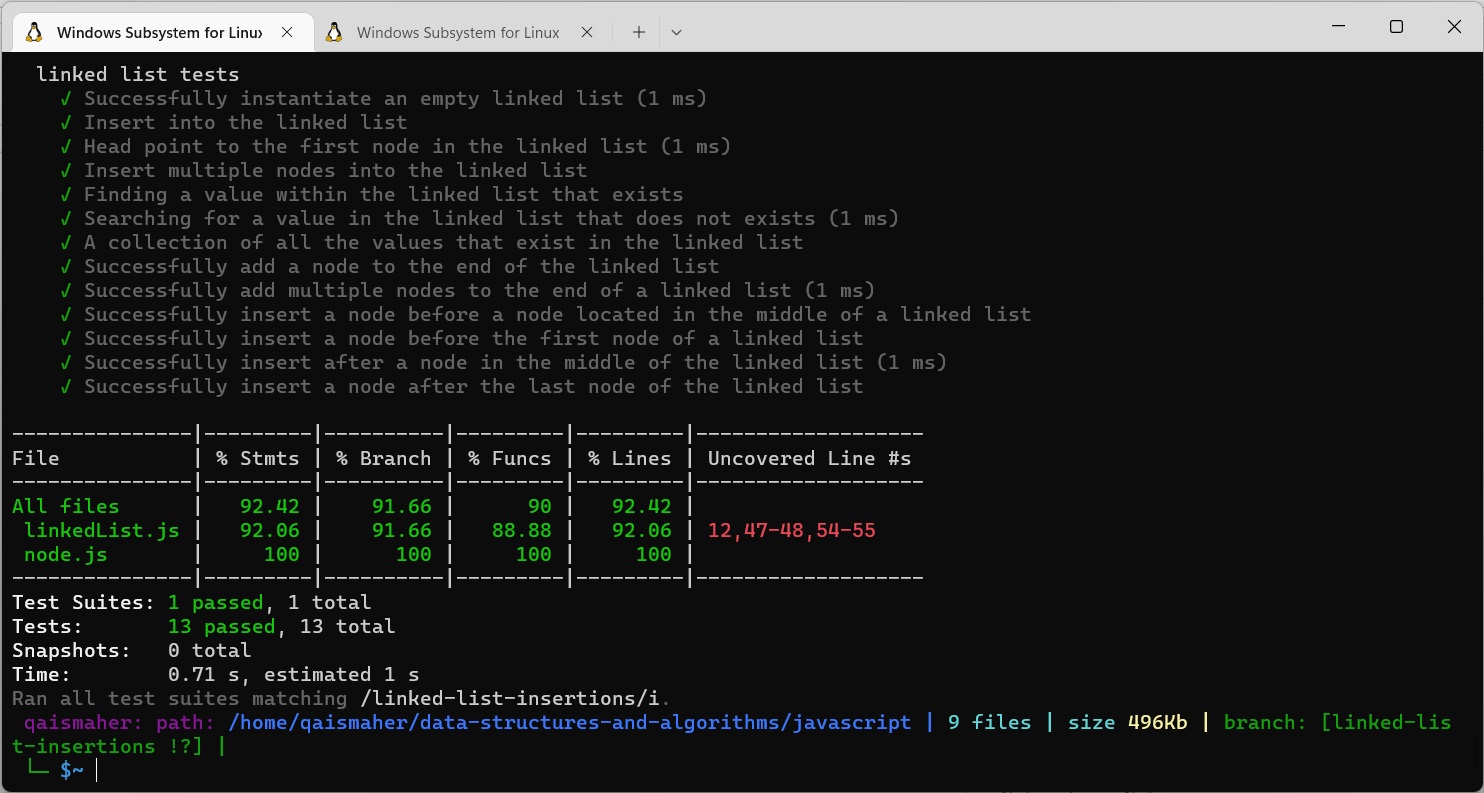 Windows Subsystem for Linux
Windows Subsystem for Linux
linked list tests
√ Successfully instantiate an empty linked list (1 ms)
√ Insert into the linked list
√ Head point to the first node in the linked list (1 ms)
√ Insert multiple nodes into the linked list
√ Finding a value within the linked list that exists
√ Searching for a value in the linked list that does not exists (1 ms)
√ A collection of all the values that exist in the linked list
√ Successfully add a node to the end of the linked list
√ Successfully add multiple nodes to the end of a linked list (1 ms)
√ Successfully insert a node before a node located in the middle of a linked list
√ Successfully insert a node before the first node of a linked list
√ Successfully insert after a node in the middle of the linked list (1 ms)
√ Successfully insert a node after the last node of the linked list
---------------|---------|----------|---------|---------|-------------------
File           | % Stmts | % Branch | % Funcs | % Lines | Uncovered Line #s
---------------|---------|----------|---------|---------|-------------------
All files      |   92.42 |    91.66 |      90 |   92.42 |
 linkedList.js |   92.06 |    91.66 |   88.88 |   92.06 | 12,47-48,54-55
 node.js       |     100 |      100 |     100 |     100 |
---------------|---------|----------|---------|---------|-------------------
Test Suites: 1 passed, 1 total
Tests:       13 passed, 13 total
Snapshots:   0 total
Time:        0.71 s, estimated 1 s
Ran all test suites matching /linked-list-insertions/i.
qaismaher: path: /home/qaismaher/data-structures-and-algorithms/javascript | 9 files | size 496Kb | branch: [linked-lis
t-insertions !?] |
└─ $~